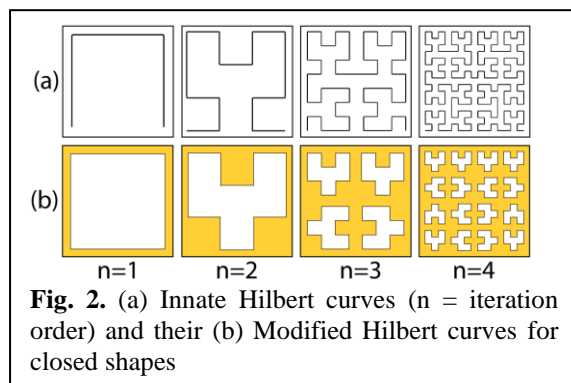 (a)
(b)
n=1 n=2 n=3 n=4
Fig. 2. (a) Innate Hilbert curves (n = iteration
order) and their (b) Modified Hilbert curves for
closed shapes